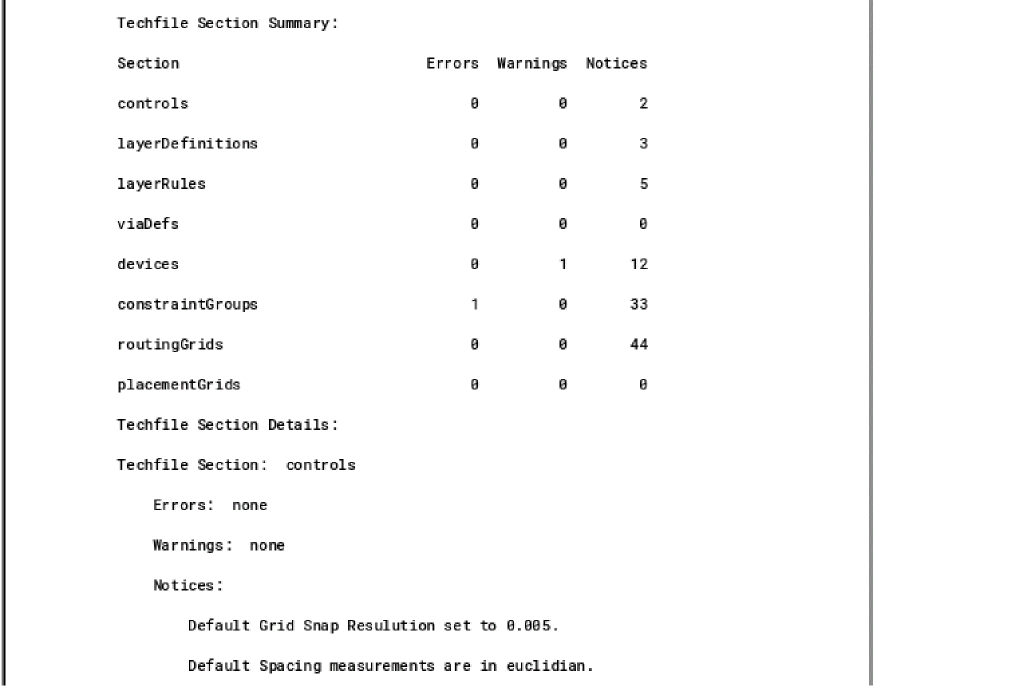 Techfile Section Summary:
Section Errors Warnings Notices
controls 0 0 2
layerDefinitions 0 0 3
layerRules 0 0 5
viaDefs 0 0 0
devices 0 1 12
constraintGroups 1 0 33
routingGrids 0 0 44
placementGrids 0 0 0
Techfile Section Details:
Techfile Section: controls
Errors: none
Warnings: none
Notices:
Default Grid Snap Resulution set to 0.005.
Default Spacing measurements are in euclidian.